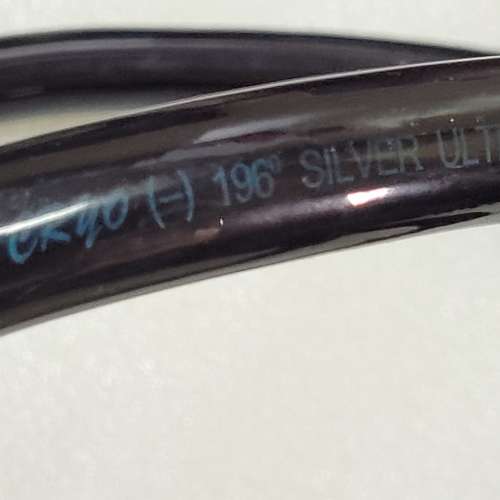 cryo (-) 196° SILVER ULT